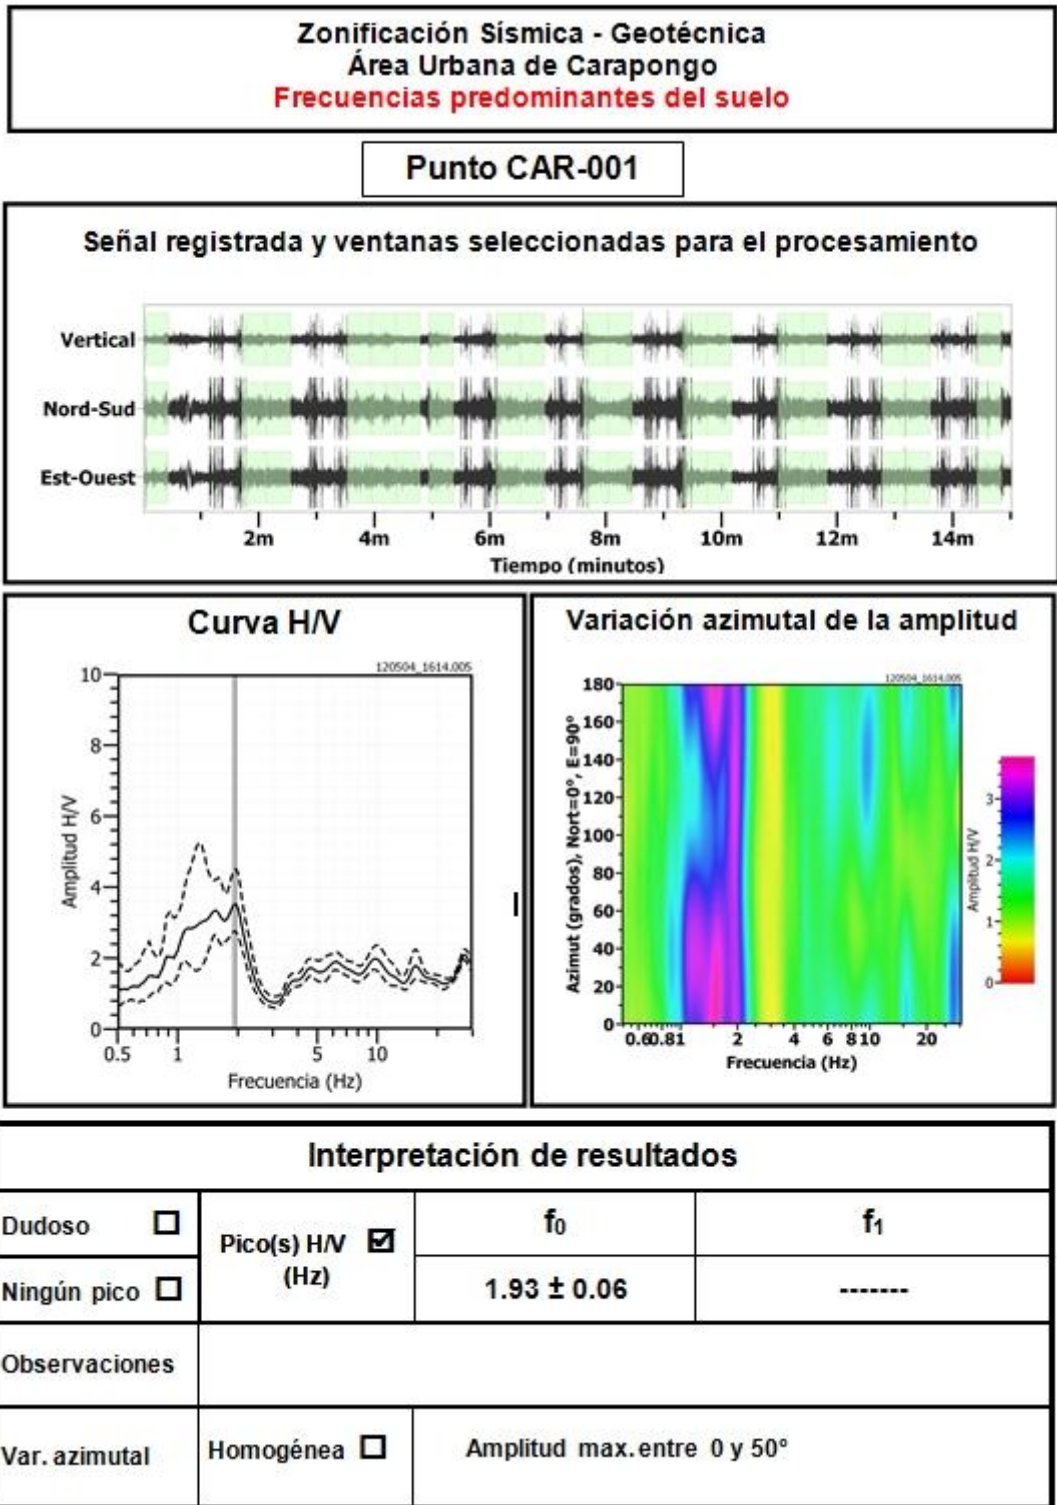 Zonificación Sísmica - Geotécnica
Área Urbana de Carapongo
Frecuencias predominantes del suelo
Punto CAR-001
Señal registrada y ventanas seleccionadas para el procesamiento
Vertical
Nord-Sud
Est-Ouest
2m 4m 6m 8m 10m 12m 14m
Tiempo (minutos)
Curva H/V
120504_1614.005
10
8
6
4
2
0
Amplitud H/V
0.5 1 5 10
Frecuencia (Hz)
Variación azimutal de la amplitud
120504_1614.005
180
160
140
120
100
80
60
40
20
0
Azimut (grados), Nort=0°, E=90°
0.6 0.8 1 2 4 6 8 10 20
Frecuencia (Hz)
3
2
1
0
Amplitud H/V
Interpretación de resultados
Dudoso ☐
Pico(s) H/V ☑
(Hz)
f₀
f₁
Ningún pico ☐
1.93 ± 0.06
-------
Observaciones
Var. azimutal
Homogénea ☐
Amplitud max. entre 0 y 50°